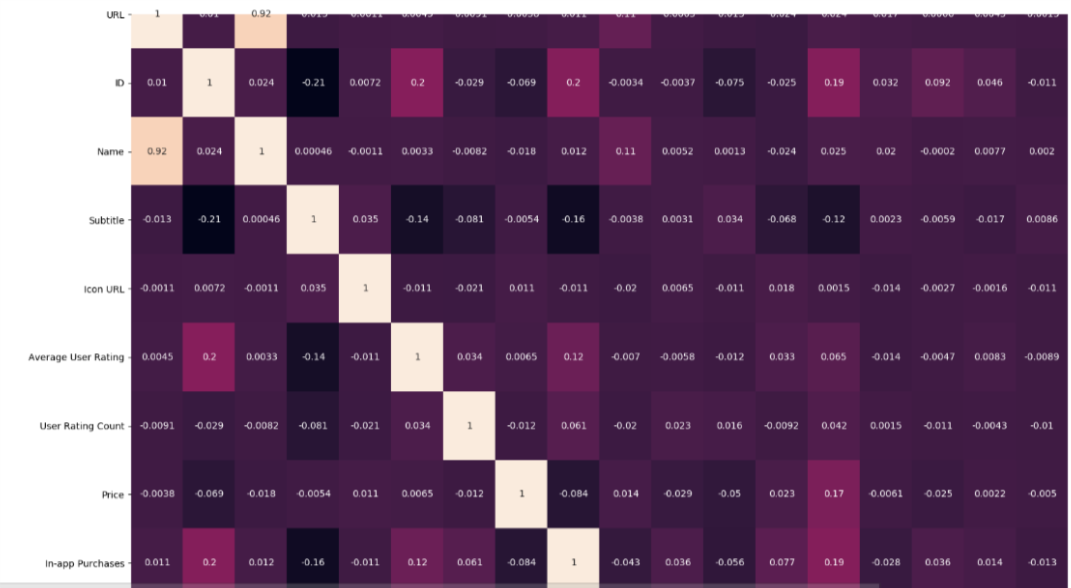 URL 1 0.01 0.92 0.11
ID 0.01 1 0.024 -0.21 0.0072 0.2 -0.029 -0.069 0.2 -0.0034 -0.0037 -0.075 -0.025 0.19 0.032 0.092 0.046 -0.011
Name 0.92 0.024 1 0.00046 -0.0011 0.0033 -0.0082 -0.018 0.012 0.11 0.0052 0.0013 -0.024 0.025 0.02 -0.0002 0.0077 0.002
Subtitle -0.013 -0.21 0.00046 1 0.035 -0.14 -0.081 -0.0054 -0.16 -0.0038 0.0031 0.034 -0.068 -0.12 0.0023 -0.0059 -0.017 0.0086
Icon URL -0.0011 0.0072 -0.0011 0.035 1 -0.011 -0.021 0.011 -0.011 -0.02 0.0065 -0.011 0.018 0.0015 -0.014 -0.0027 -0.0016 -0.011
Average User Rating 0.0045 0.2 0.0033 -0.14 -0.011 1 0.034 0.0065 0.12 -0.007 -0.0058 -0.012 0.033 0.065 -0.014 -0.0047 0.0083 -0.0089
User Rating Count -0.0091 -0.029 -0.0082 -0.081 -0.021 0.034 1 -0.012 0.061 -0.02 0.023 0.016 -0.0092 0.042 0.0015 -0.011 -0.0043 -0.01
Price -0.0038 -0.069 -0.018 -0.0054 0.011 0.0065 -0.012 1 -0.084 0.014 -0.029 -0.05 0.023 0.17 -0.0061 -0.025 0.0022 -0.005
In-app Purchases 0.011 0.2 0.012 -0.16 -0.011 0.12 0.061 -0.084 1 -0.043 0.036 -0.056 0.077 0.19 -0.028 0.036 0.014 -0.013